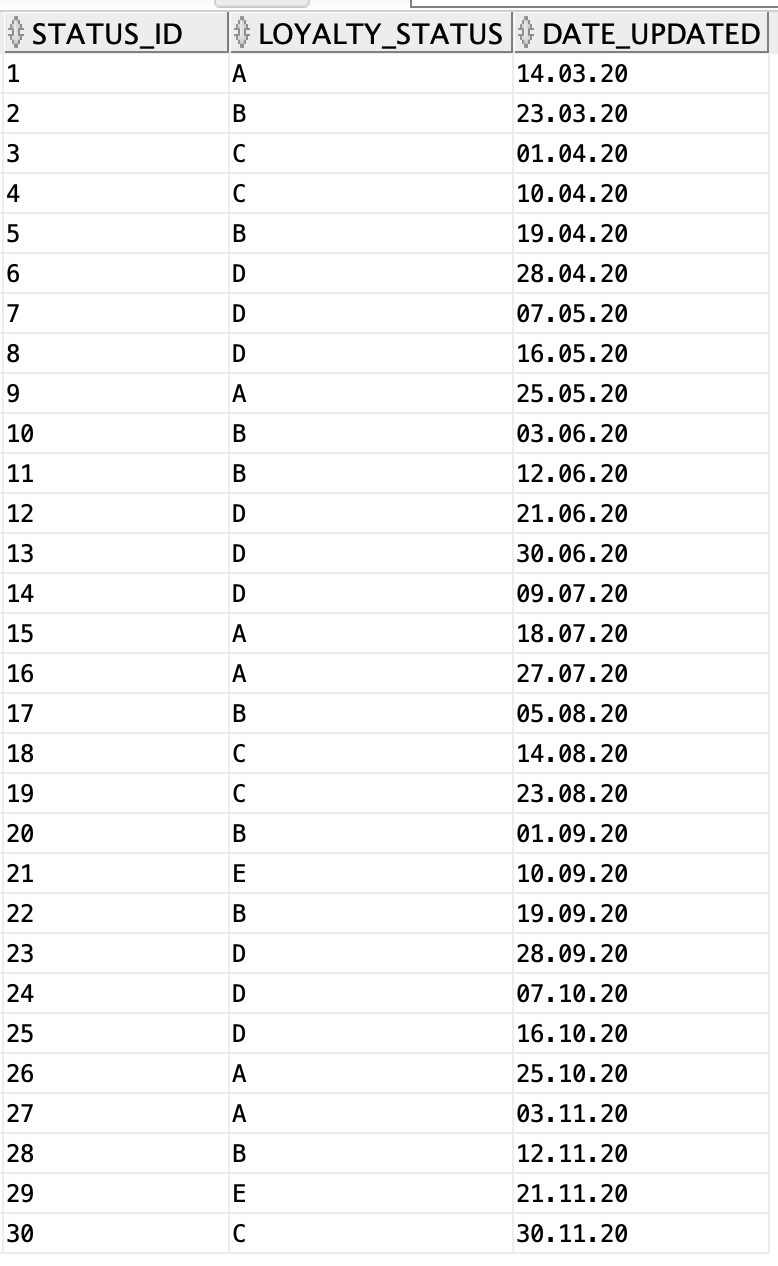 STATUS_ID LOYALTY_STATUS DATE_UPDATED
1 A 14.03.20
2 B 23.03.20
3 C 01.04.20
4 C 10.04.20
5 B 19.04.20
6 D 28.04.20
7 D 07.05.20
8 D 16.05.20
9 A 25.05.20
10 B 03.06.20
11 B 12.06.20
12 D 21.06.20
13 D 30.06.20
14 D 09.07.20
15 A 18.07.20
16 A 27.07.20
17 B 05.08.20
18 C 14.08.20
19 C 23.08.20
20 B 01.09.20
21 E 10.09.20
22 B 19.09.20
23 D 28.09.20
24 D 07.10.20
25 D 16.10.20
26 A 25.10.20
27 A 03.11.20
28 B 12.11.20
29 E 21.11.20
30 C 30.11.20